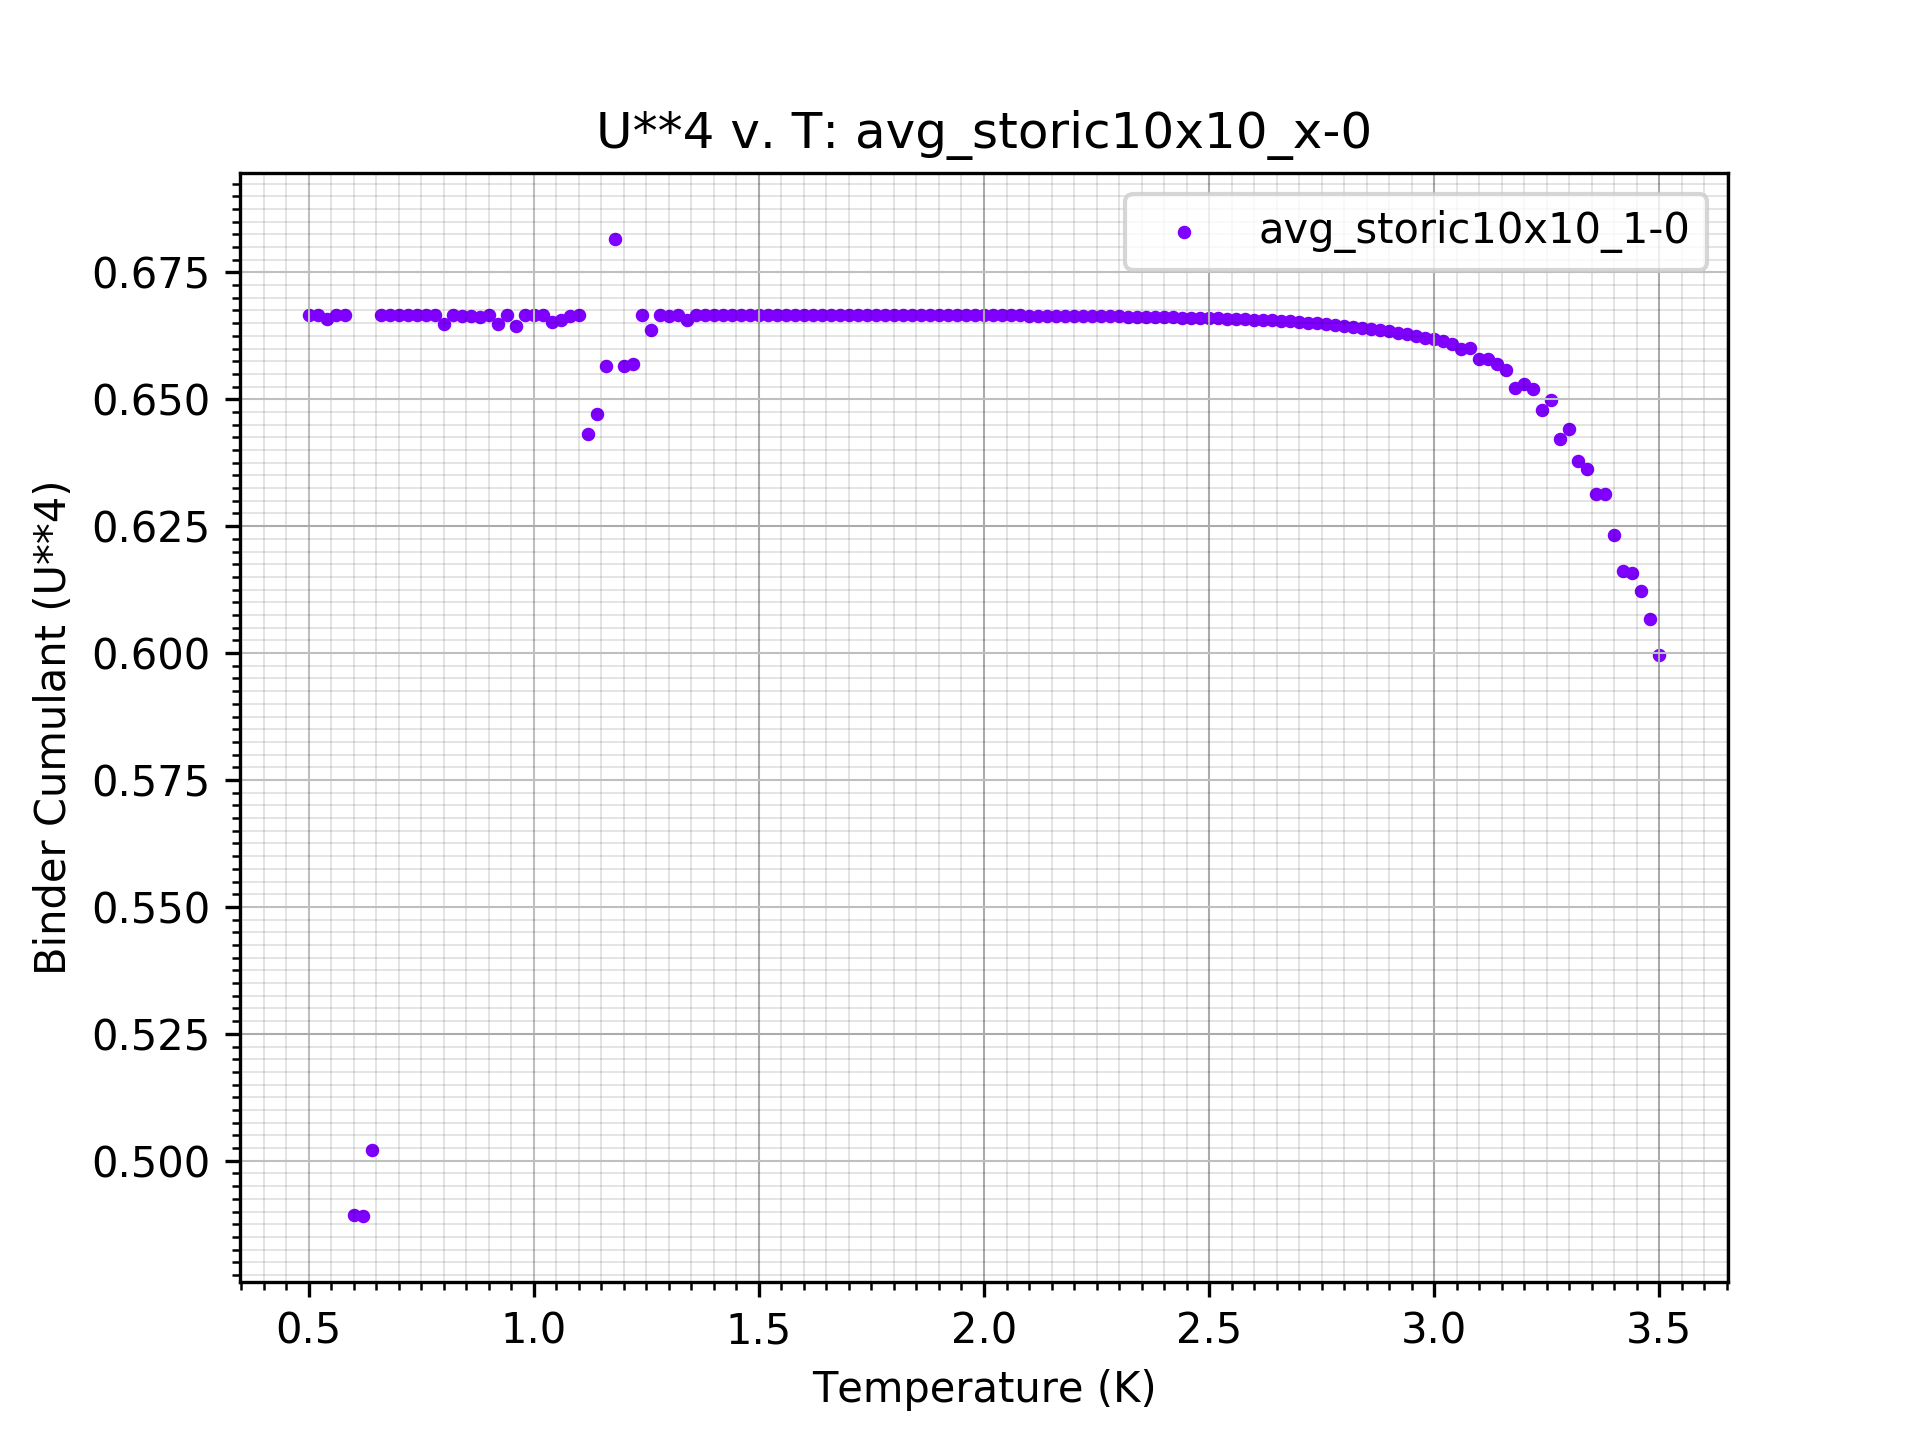 U**4 v. T: avg_storic10x10_x-0
avg_storic10x10_1-0
Binder Cumulant (U**4)
0.675
0.650
0.625
0.600
0.575
0.550
0.525
0.500
0.5 1.0 1.5 2.0 2.5 3.0 3.5
Temperature (K)